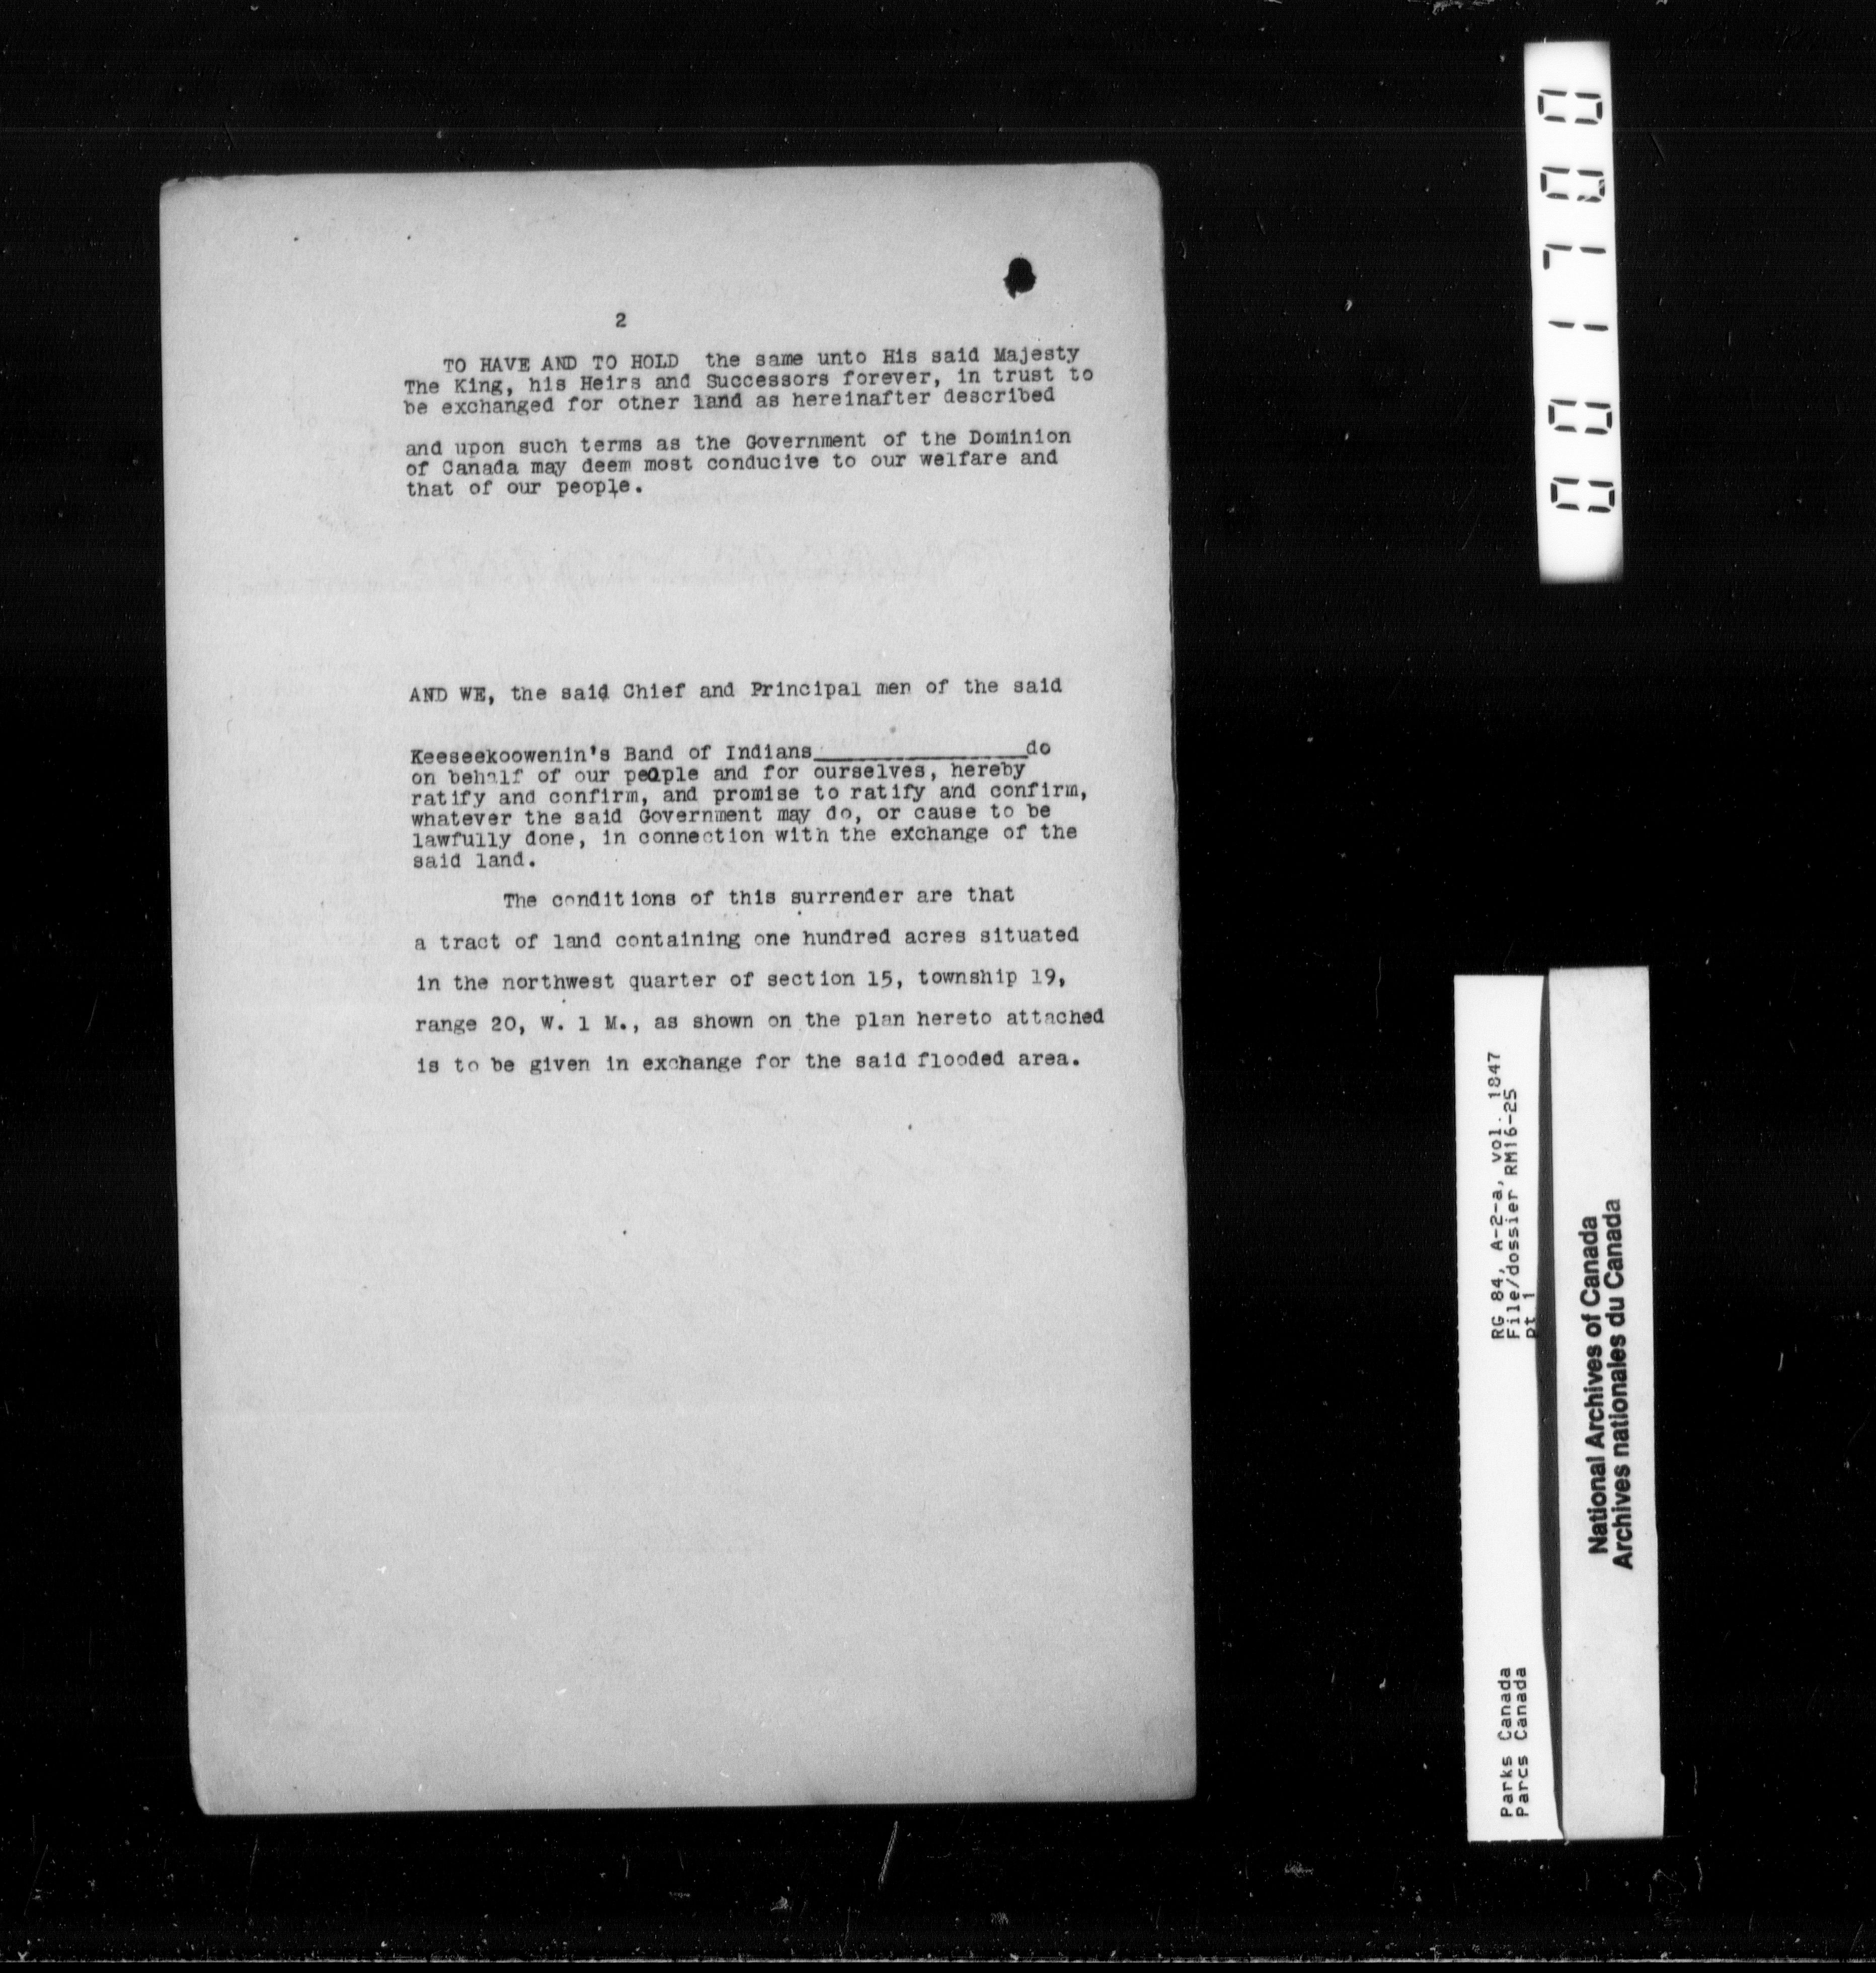 2
TO HAVE AND TO HOLD the same unto His said Majesty
The King, his Heirs and Successors forever, in trust to
be exchanged for other land as hereinafter described
and upon such terms as the Government of the Dominion
of Canada may deem most conducive to our welfare and
that of our people.
AND WE, the said Chief and Principal men of the said
Keeseekoowenin's Band of Indians________________do
on behalf of our people and for ourselves, hereby
ratify and confirm, and promise to ratify and confirm,
whatever the said Government may do, or cause to be
lawfully done, in connection with the exchange of the
said land.
The conditions of this surrender are that
a tract of land containing one hundred acres situated
in the northwest quarter of section 15, township 19,
range 20, W. 1 M., as shown on the plan hereto attached
is to be given in exchange for the said flooded area.
001700
RG 84, A-2-a, vol. 1847
File/dossier RM16-25
pt 1
Parks Canada
Parcs Canada
National Archives of Canada
Archives nationales du Canada